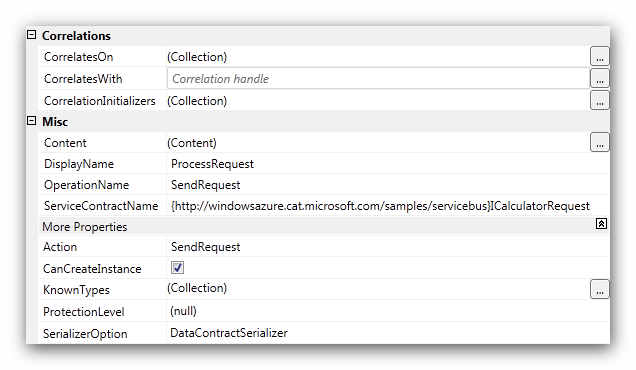 Correlations
CorrelatesOn (Collection) ...
CorrelatesWith Correlation handle ...
CorrelationInitializers (Collection) ...
Misc
Content (Content) ...
DisplayName ProcessRequest
OperationName SendRequest
ServiceContractName {http://windowsazure.cat.microsoft.com/samples/servicebus}ICalculatorRequest
More Properties
Action SendRequest
CanCreateInstance
KnownTypes (Collection) ...
ProtectionLevel (null)
SerializerOption DataContractSerializer